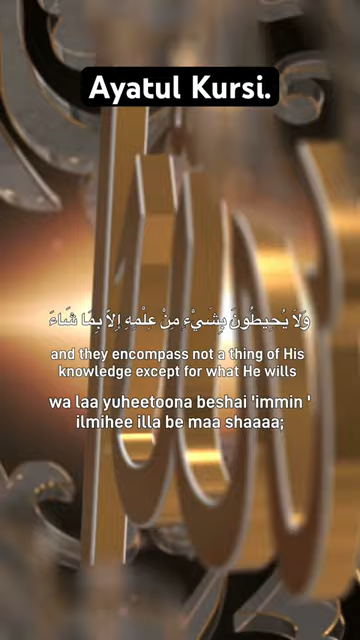 Ayatul Kursi.
وَلَا يُحِيطُونَ بِشَيْءٍ مِنْ عِلْمِهِ إِلَّا بِمَا شَاءَ
and they encompass not a thing of His
knowledge except for what He wills
wa laa yuheetoona beshai 'immin '
ilmihee illa be maa shaaaa;